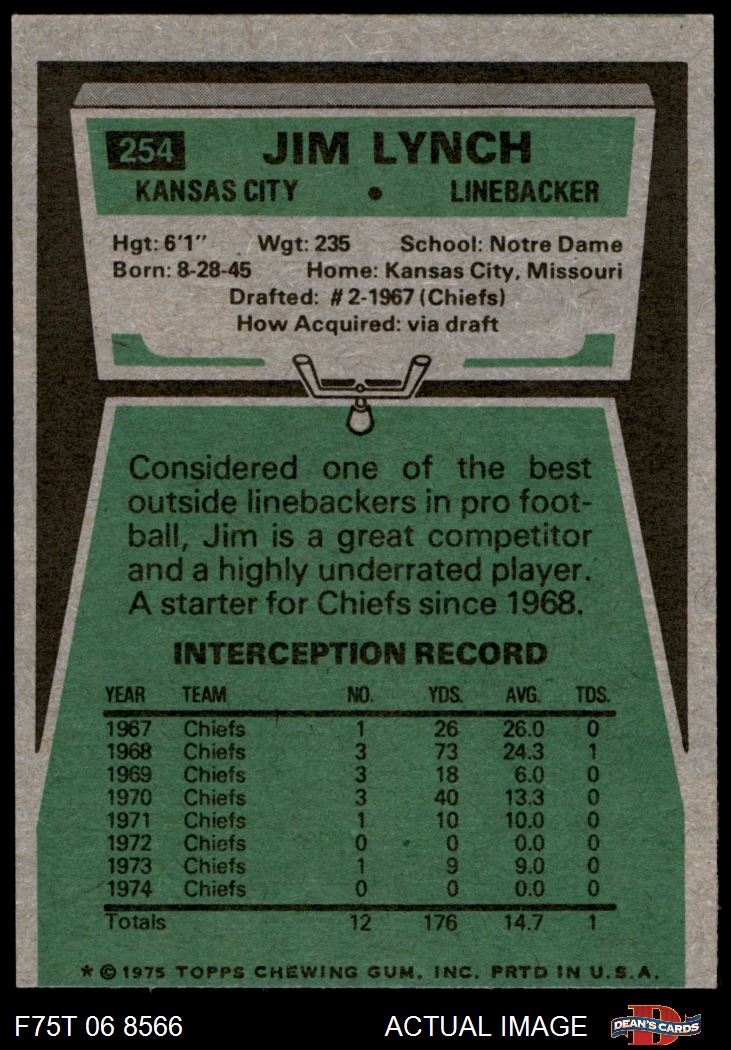 254 JIM LYNCH
KANSAS CITY • LINEBACKER
Hgt: 6'1" Wgt: 235 School: Notre Dame
Born: 8-28-45 Home: Kansas City, Missouri
Drafted: #2-1967 (Chiefs)
How Acquired: via draft
Considered one of the best
outside linebackers in pro foot-
ball, Jim is a great competitor
and a highly underrated player.
A starter for Chiefs since 1968.
INTERCEPTION RECORD
YEAR TEAM NO. YDS. AVG. TDS.
1967 Chiefs 1 26 26.0 0
1968 Chiefs 3 73 24.3 1
1969 Chiefs 3 18 6.0 0
1970 Chiefs 3 40 13.3 0
1971 Chiefs 1 10 10.0 0
1972 Chiefs 0 0 0.0 0
1973 Chiefs 1 9 9.0 0
1974 Chiefs 0 0 0.0 0
Totals 12 176 14.7 1
* © 1975 TOPPS CHEWING GUM, INC. PRTD IN U.S.A.
F75T 06 8566 ACTUAL IMAGE D DEAN'S CARDS